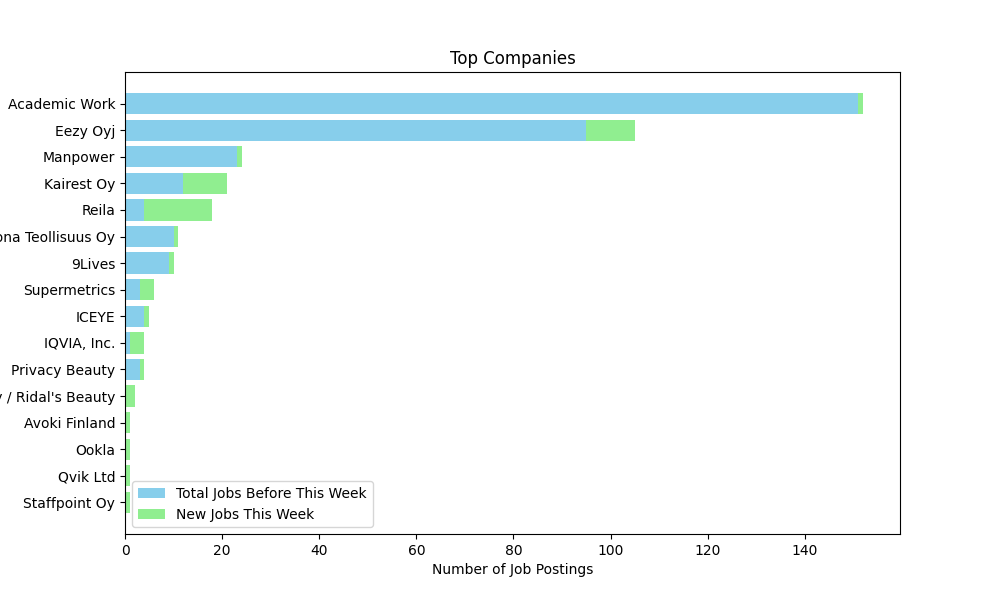 Top Companies
Academic Work
Eezy Oyj
Manpower
Kairest Oy
Reila
Teollisuus Oy
9Lives
Supermetrics
ICEYE
IQVIA, Inc.
Privacy Beauty
/ Ridal's Beauty
Avoki Finland
Ookla
Qvik Ltd
Staffpoint Oy
Total Jobs Before This Week
New Jobs This Week
0 20 40 60 80 100 120 140
Number of Job Postings